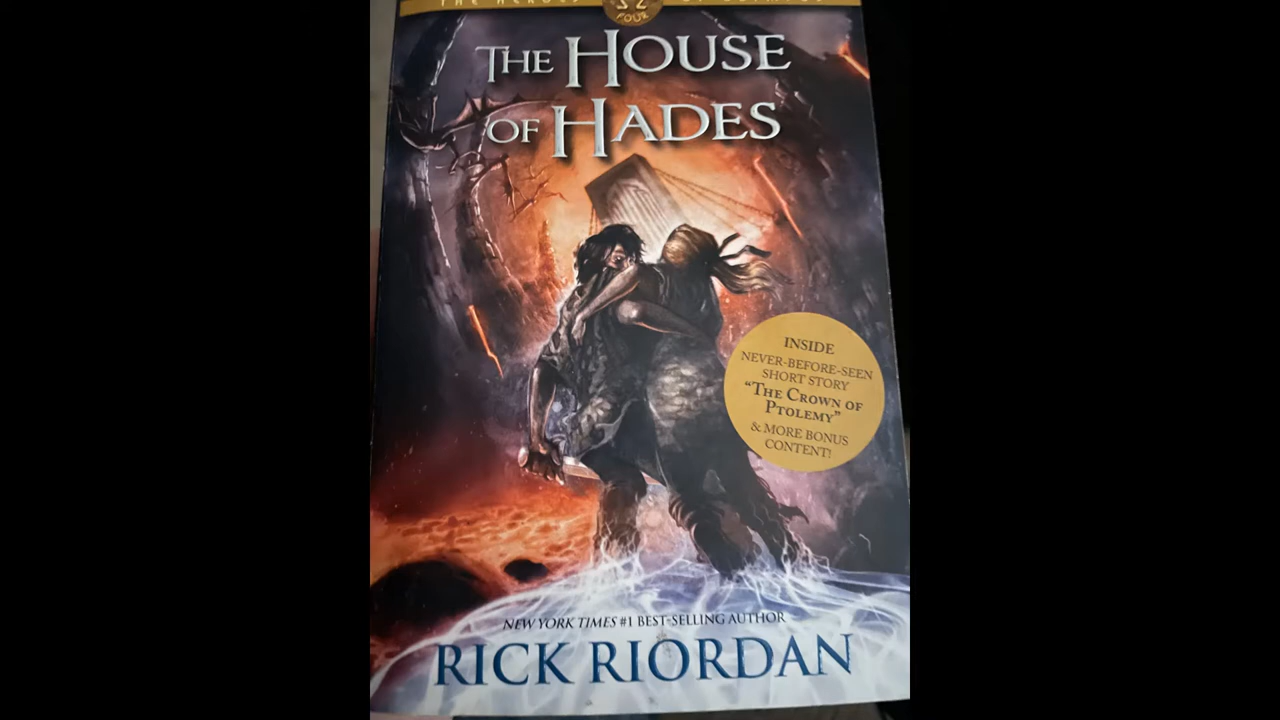 THE HEROES OF OLYMPUS
FOUR
THE HOUSE
OF HADES
INSIDE
NEVER-BEFORE-SEEN
SHORT STORY
"THE CROWN OF
PTOLEMY"
& MORE BONUS
CONTENT!
NEW YORK TIMES #1 BEST-SELLING AUTHOR
RICK RIORDAN